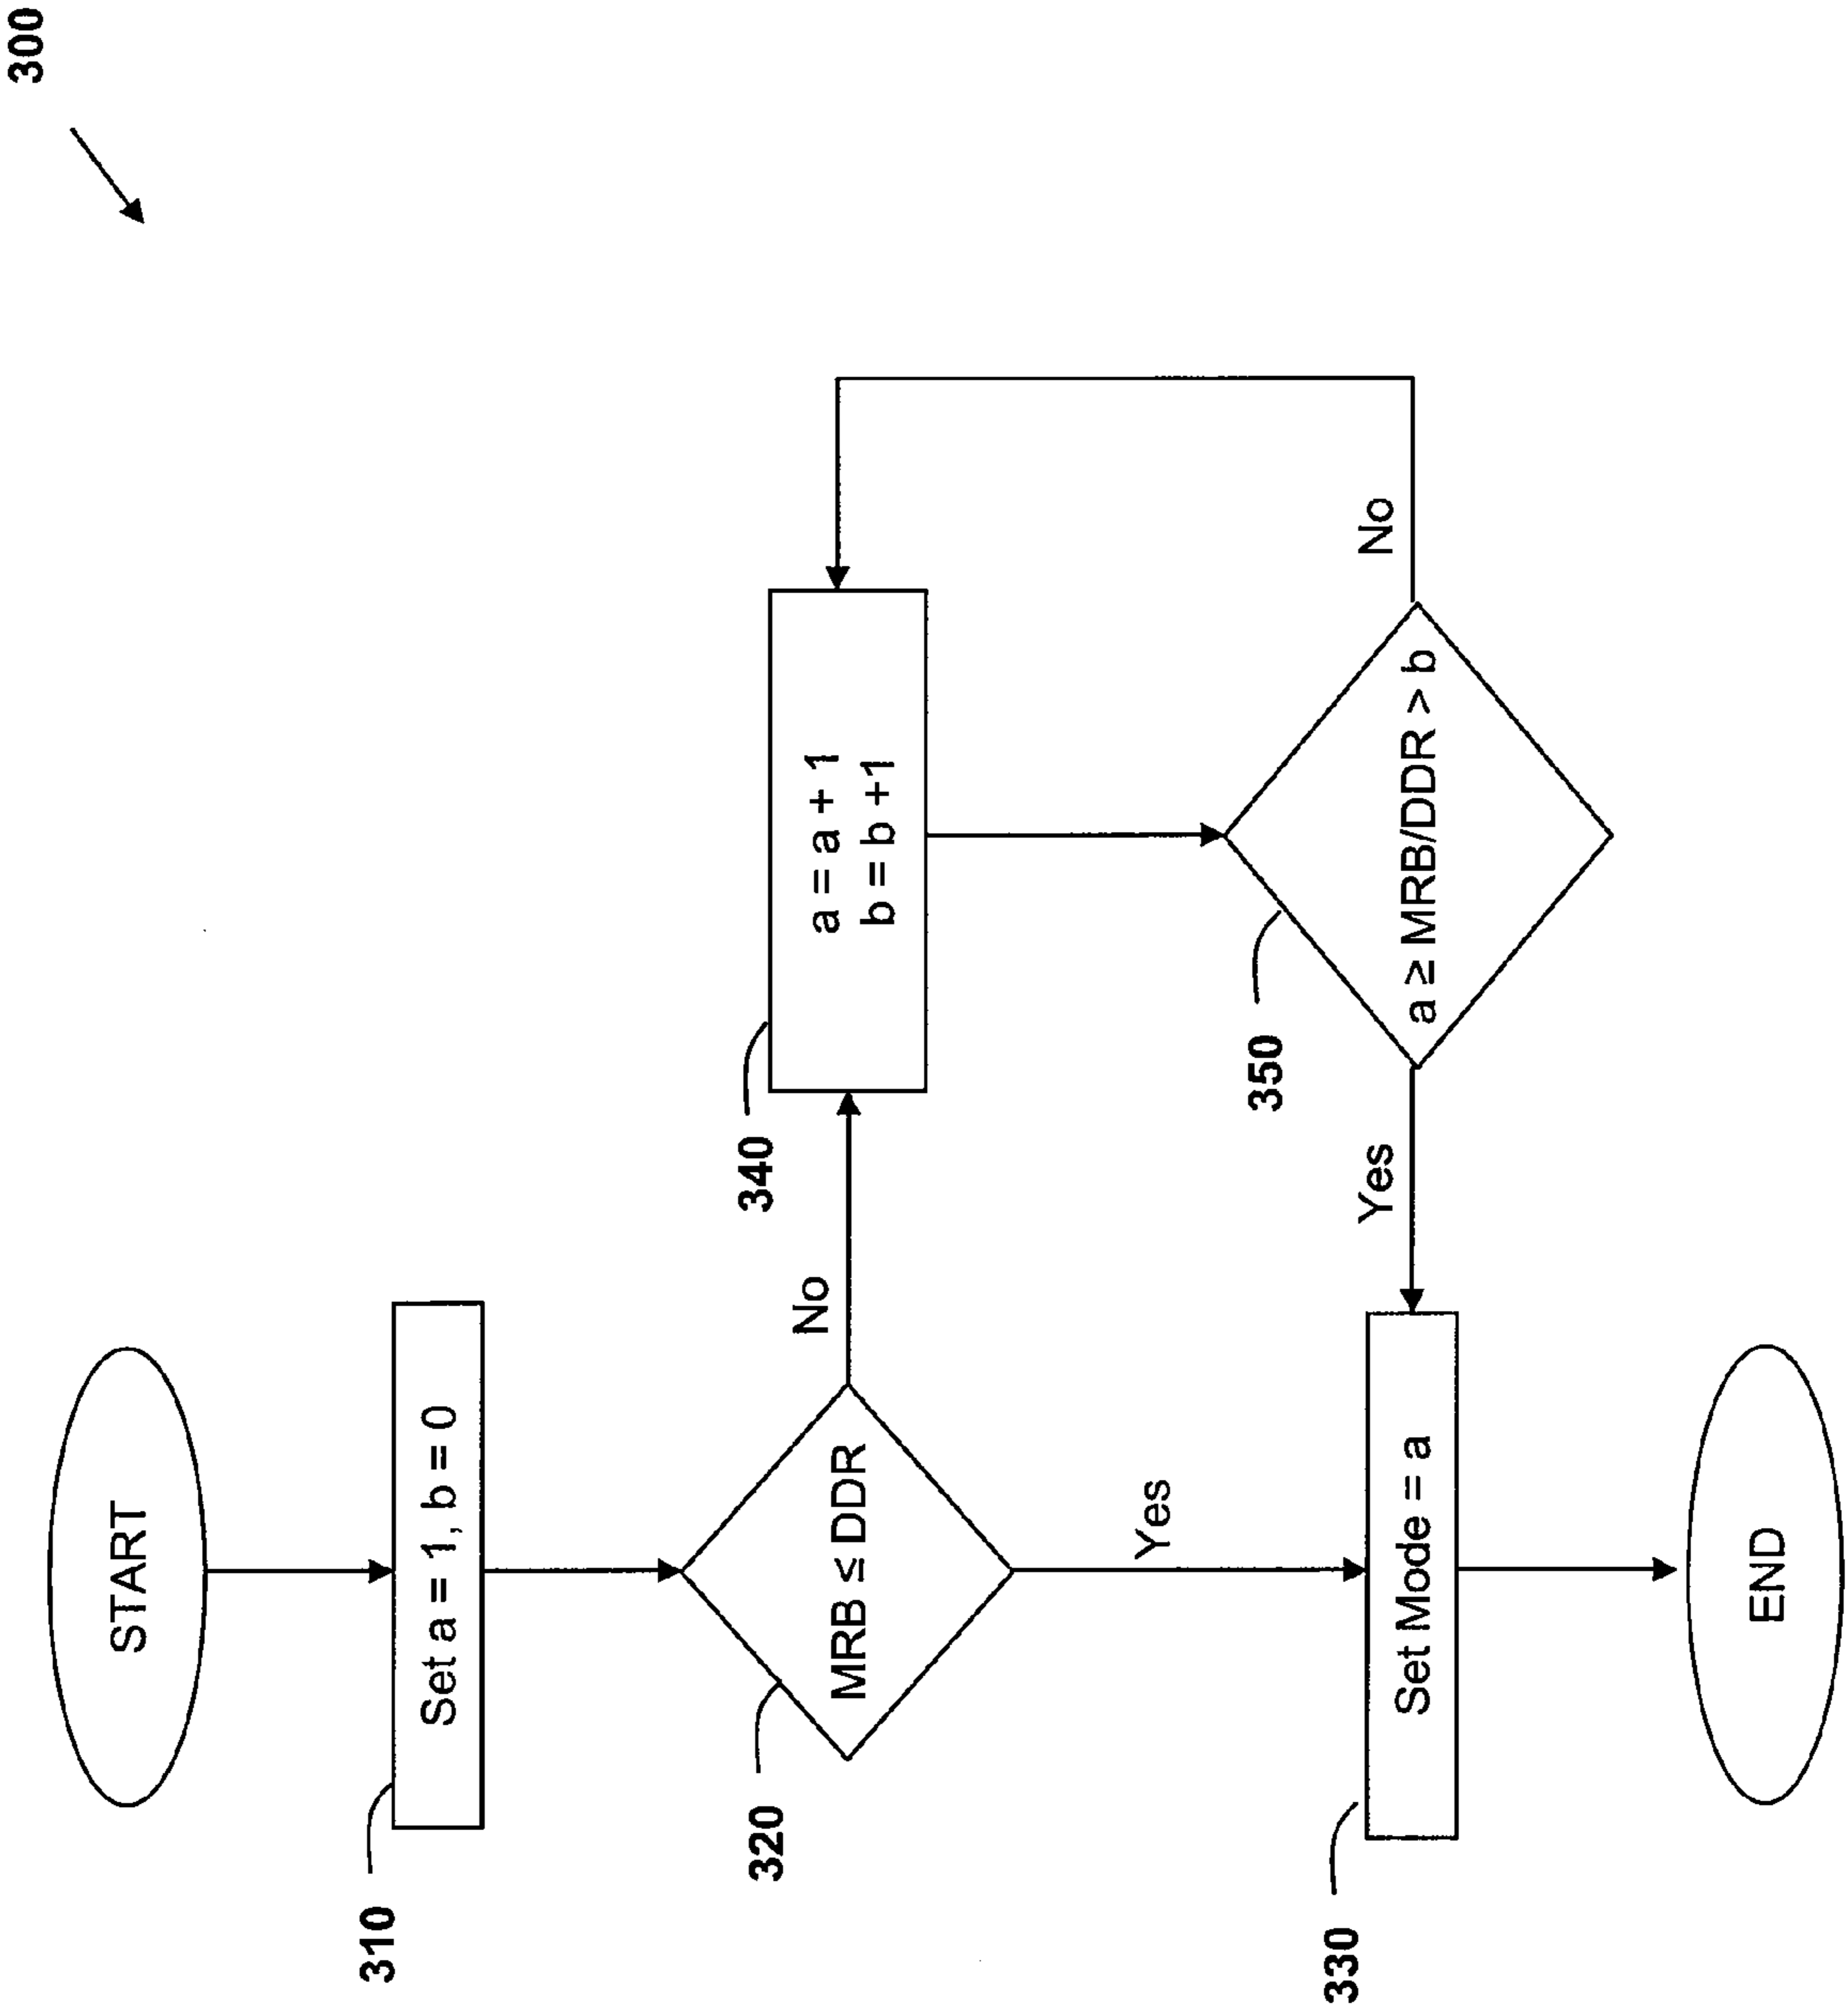 300
START
310
Set a = 1, b = 0
320
MRB ≤ DDR
No
340
a = a + 1
b = b +1
Yes
350
a ≥ MRB/DDR > b
No
Yes
330
Set Mode = a
END